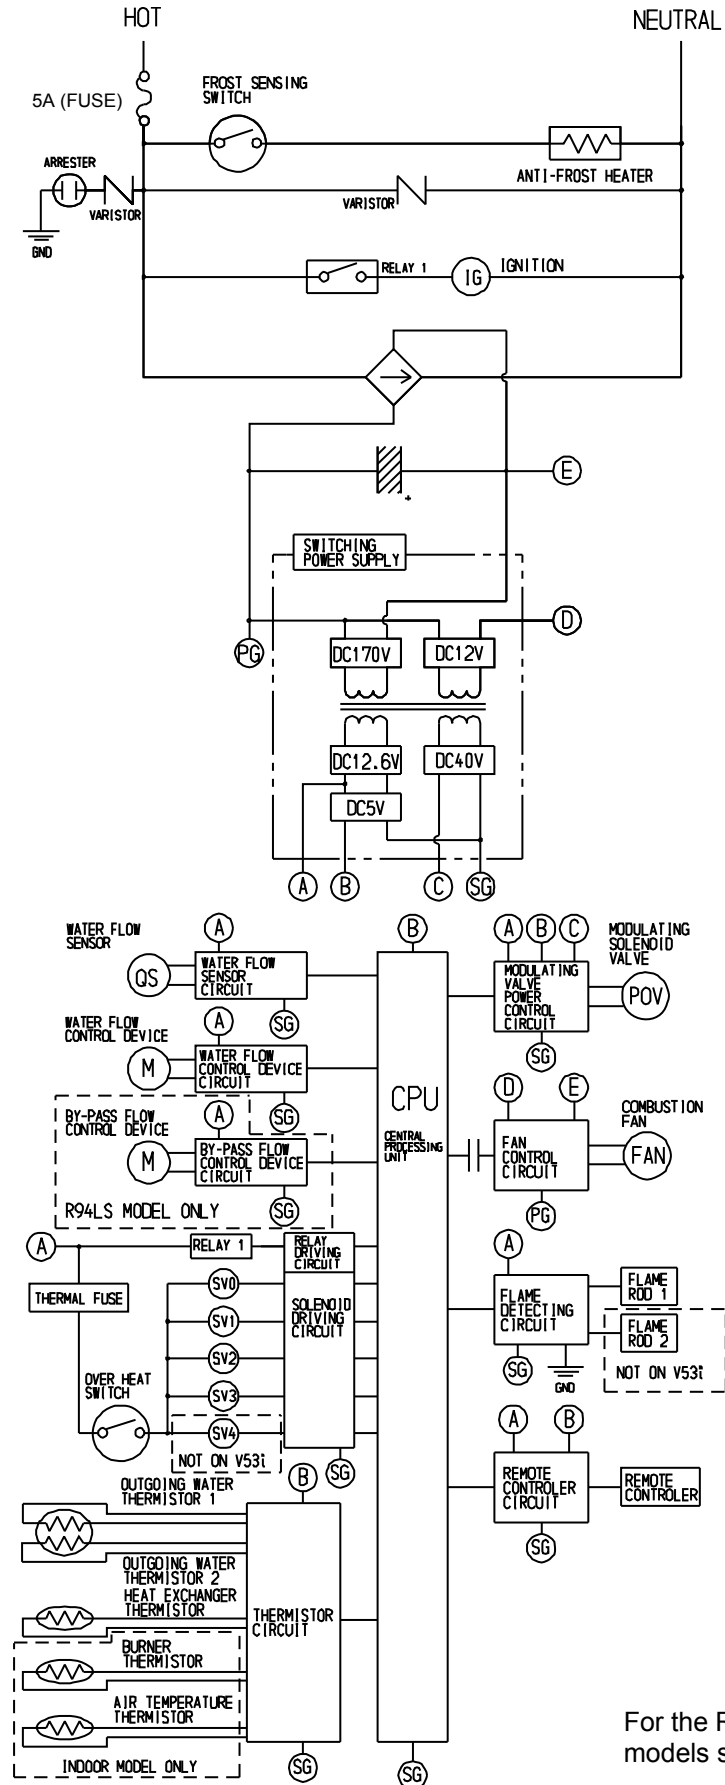 HOT
NEUTRAL
5A (FUSE)
FROST SENSING
SWITCH
ANTI-FROST HEATER
ARRESTER
VARISTOR
GND
VARISTOR
RELAY 1
IG
IGNITION
E
SWITCHING
POWER SUPPLY
D
PG
DC170V
DC12V
DC12.6V
DC40V
DC5V
A
B
C
SG
WATER FLOW
SENSOR
A
QS
WATER FLOW
SENSOR
CIRCUIT
SG
WATER FLOW
CONTROL DEVICE
A
M
WATER FLOW
CONTROL DEVICE
CIRCUIT
SG
BY-PASS FLOW
CONTROL DEVICE
A
M
BY-PASS FLOW
CONTROL DEVICE
CIRCUIT
SG
R94LS MODEL ONLY
A
RELAY 1
RELAY
DRIVING
CIRCUIT
THERMAL FUSE
SV0
SV1
SV2
SV3
SV4
SOLENOID
DRIVING
CIRCUIT
OVER HEAT
SWITCH
NOT ON V53i
SG
OUTGOING WATER
THERMISTOR 1
B
OUTGOING WATER
THERMISTOR 2
HEAT EXCHANGER
THERMISTOR
THERMISTOR
CIRCUIT
BURNER
THERMISTOR
AIR TEMPERATURE
THERMISTOR
INDOOR MODEL ONLY
SG
B
CPU
CENTRAL
PROCESSING
UNIT
SG
A
B
C
MODULATING
SOLENOID
VALVE
MODULATING
VALVE
POWER
CONTROL
CIRCUIT
POV
SG
D
E
COMBUSTION
FAN
FAN
CONTROL
CIRCUIT
FAN
PG
A
FLAME
DETECTING
CIRCUIT
FLAME
ROD 1
FLAME
ROD 2
NOT ON V53i
SG
GND
A
B
REMOTE
CONTROLER
CIRCUIT
REMOTE
CONTROLER
SG
For the
models